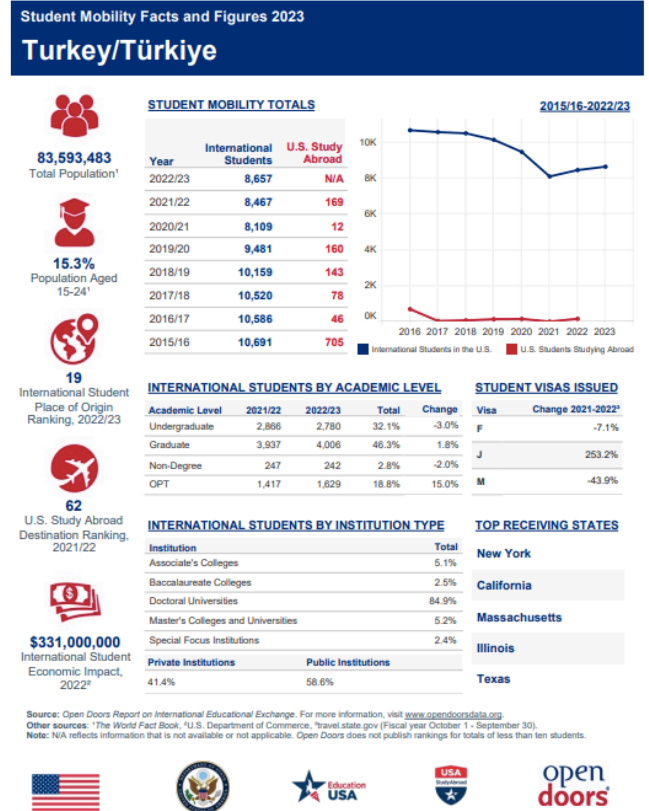 Student Mobility Facts and Figures 2023
Turkey/Türkiye
83,593,483
Total Population¹
15.3%
Population Aged
15-24¹
19
International Student
Place of Origin
Ranking, 2022/23
62
U.S. Study Abroad
Destination Ranking,
2021/22
$331,000,000
International Student
Economic Impact,
2022²
STUDENT MOBILITY TOTALS
Year International Students U.S. Study Abroad
2022/23 8,657 N/A
2021/22 8,467 169
2020/21 8,109 12
2019/20 9,481 160
2018/19 10,159 143
2017/18 10,520 78
2016/17 10,586 46
2015/16 10,691 705
2015/16-2022/23
10K
8K
6K
4K
2K
0K
2016 2017 2018 2019 2020 2021 2022 2023
International Students in the U.S. U.S. Students Studying Abroad
INTERNATIONAL STUDENTS BY ACADEMIC LEVEL
Academic Level 2021/22 2022/23 Total Change
Undergraduate 2,866 2,780 32.1% -3.0%
Graduate 3,937 4,006 46.3% 1.8%
Non-Degree 247 242 2.8% -2.0%
OPT 1,417 1,629 18.8% 15.0%
STUDENT VISAS ISSUED
Visa Change 2021-2022³
F -7.1%
J 253.2%
M -43.9%
INTERNATIONAL STUDENTS BY INSTITUTION TYPE
Institution Total
Associate's Colleges 5.1%
Baccalaureate Colleges 2.5%
Doctoral Universities 84.9%
Master's Colleges and Universities 5.2%
Special Focus Institutions 2.4%
Private Institutions Public Institutions
41.4% 58.6%
TOP RECEIVING STATES
New York
California
Massachusetts
Illinois
Texas
Source: Open Doors Report on International Educational Exchange. For more information, visit www.opendoorsdata.org.
Other sources: ¹The World Fact Book, ²U.S. Department of Commerce, ³travel.state.gov (Fiscal year October 1 - September 30).
Note: N/A reflects information that is not available or not applicable. Open Doors does not publish rankings for totals of less than ten students.
Education
USA
USA
StudyAbroad
open
doors®